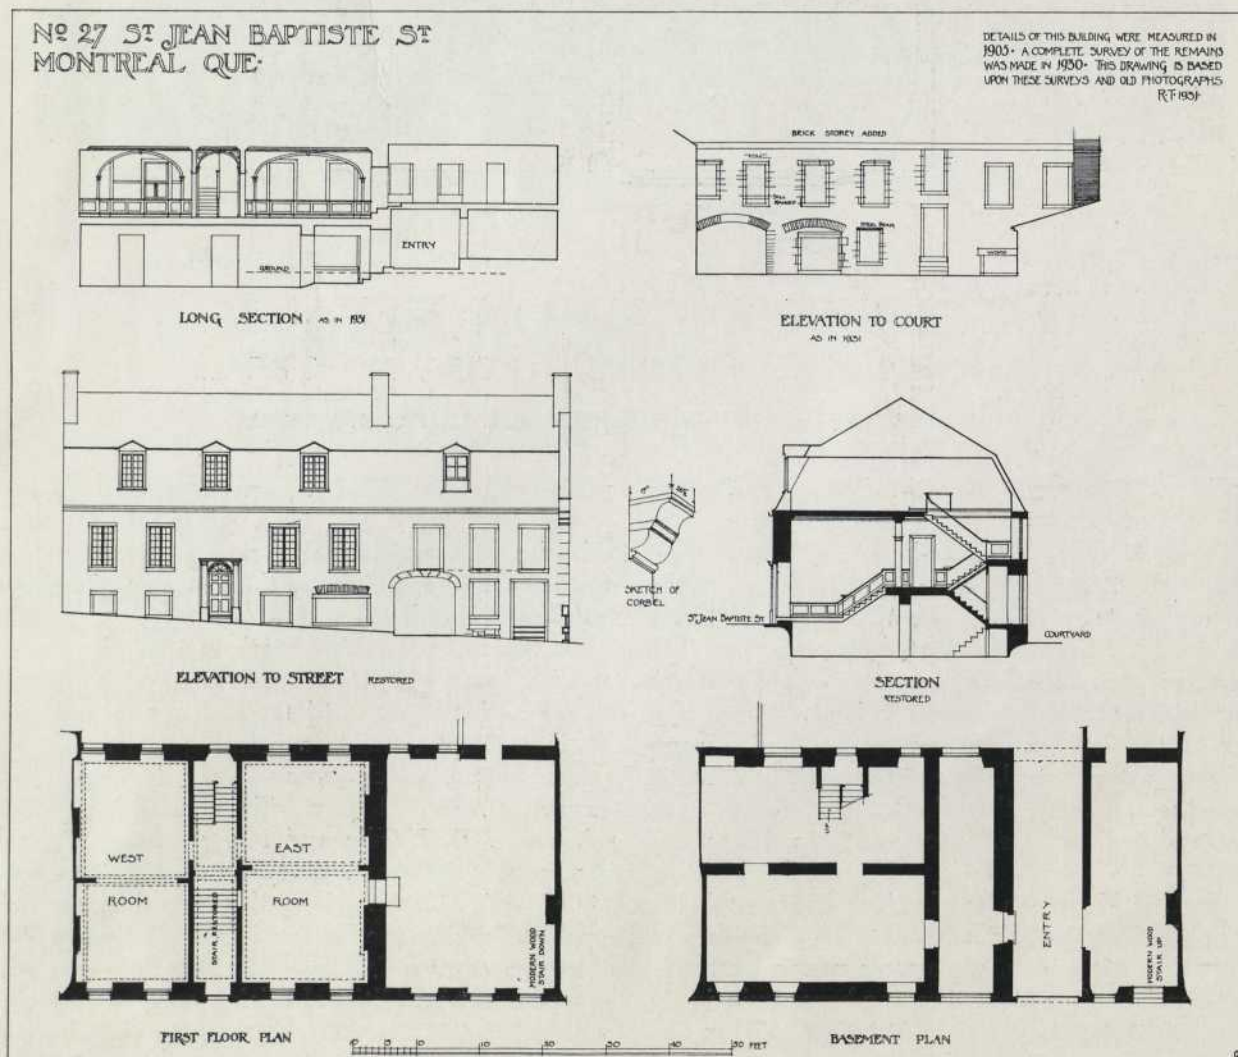 No 27 ST JEAN BAPTISTE ST
MONTREAL QUE·
DETAILS OF THIS BUILDING WERE MEASURED IN
1905· A COMPLETE SURVEY OF THE REMAINS
WAS MADE IN 1930· THIS DRAWING IS BASED
UPON THESE SURVEYS AND OLD PHOTOGRAPHS
R·T·1931·
ENTRY
GROUND
LONG SECTION AS IN 1931
BRICK STOREY ADDED
STEEL BEAM
WOOD
ELEVATION TO COURT
AS IN 1931
ELEVATION TO STREET RESTORED
SKETCH OF
CORBEL
ST JEAN BAPTISTE ST
COURTYARD
SECTION
RESTORED
WEST
ROOM
EAST
ROOM
STAIR RESTORED
MODERN WOOD
STAIR DOWN
FIRST FLOOR PLAN
ENTRY
MODERN WOOD
STAIR UP
BASEMENT PLAN
10 5 10 10 20 30 40 50 FEET